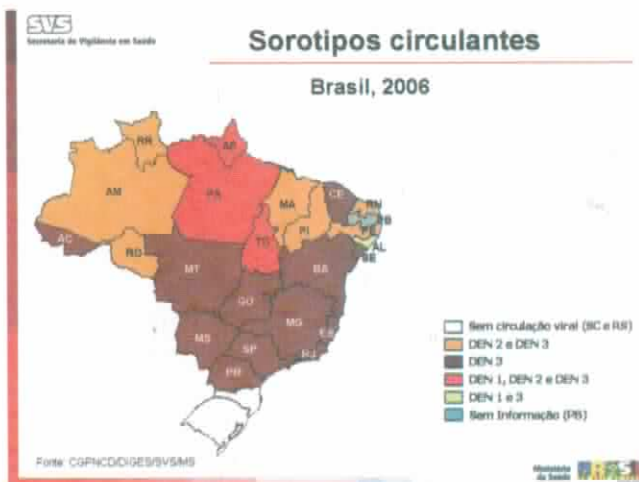 SVS
Secretaria de Vigilância em Saúde
Sorotipos circulantes
Brasil, 2006
RR
AP
AM
PA
MA
CE
RN
PB
PI
PE
AL
SE
AC
RO
TO
MT
BA
GO
MG
ES
MS
SP
RJ
PR
Sem circulação viral (SC e RS)
DEN 2 e DEN 3
DEN 3
DEN 1, DEN 2 e DEN 3
DEN 1 e 3
Sem Informação (PB)
Fonte: CGPNCD/DIGES/SVS/MS
Ministério
da Saúde